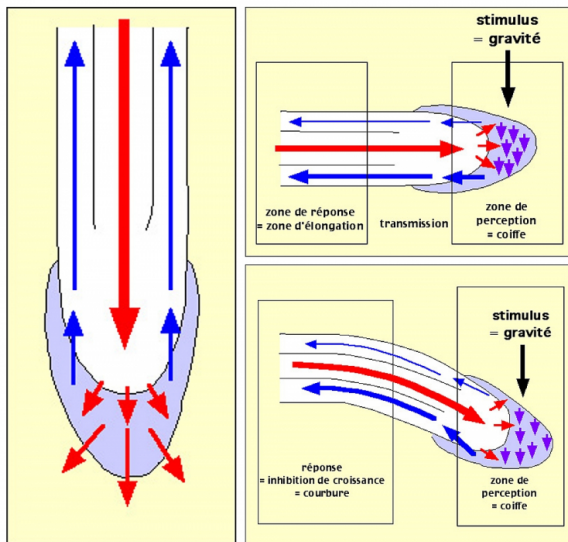 stimulus
= gravité
zone de réponse
= zone d'élongation
transmission
zone de
perception
= coiffe
stimulus
= gravité
réponse
= inhibition de croissance
= courbure
zone de
perception
= coiffe